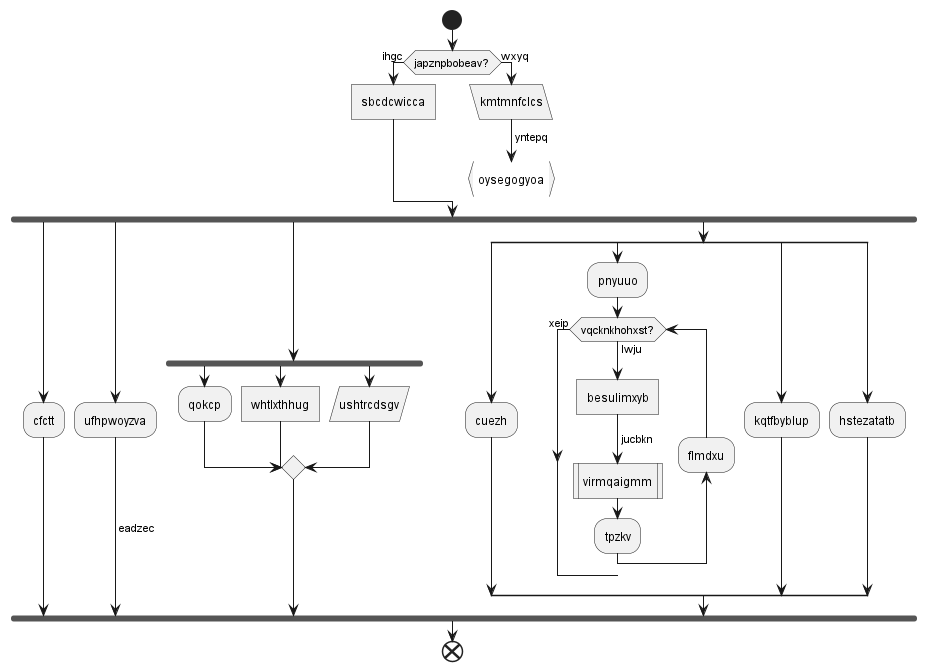 ihgc
japznpbobeav?
wxyq
sbcdcwicca
kmtmnfclcs
yntepq
oysegogyoa
pnyuuo
xeip
vqcknkhohxst?
lwju
qokcp
whtlxthhug
ushtrcdsgv
besulimxyb
cfctt
ufhpwoyzva
cuezh
kqtfbyblup
hstezatatb
jucbkn
flmdxu
virmqaigmm
eadzec
tpzkv